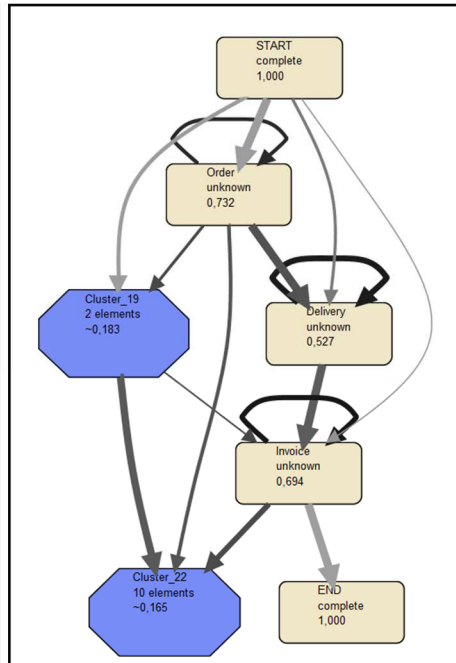 START
complete
1,000
Order
unknown
0,732
Cluster_19
2 elements
~0,183
Delivery
unknown
0,527
Invoice
unknown
0,694
Cluster_22
10 elements
~0,165
END
complete
1,000